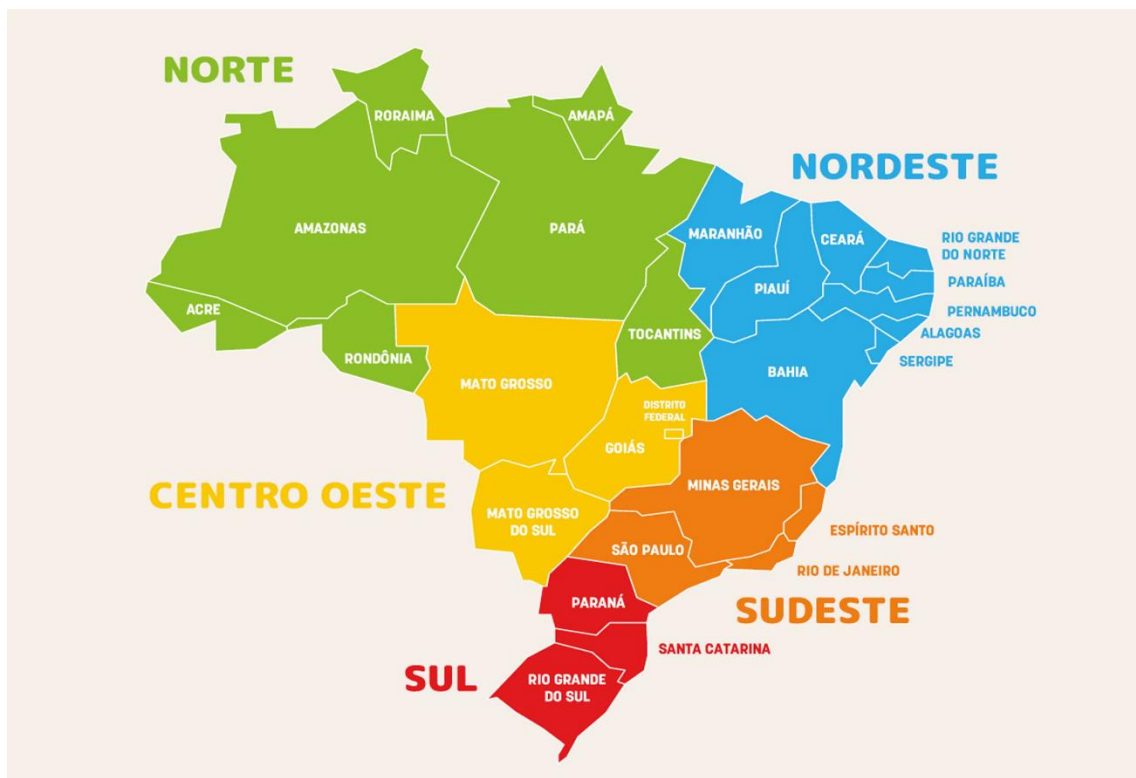 NORTE
RORAIMA
AMAPÁ
AMAZONAS
PARÁ
ACRE
RONDÔNIA
TOCANTINS
NORDESTE
MARANHÃO
CEARÁ
RIO GRANDE
DO NORTE
PIAUÍ
PARAÍBA
PERNAMBUCO
ALAGOAS
SERGIPE
BAHIA
CENTRO OESTE
MATO GROSSO
DISTRITO
FEDERAL
GOIÁS
MATO GROSSO
DO SUL
MINAS GERAIS
ESPÍRITO SANTO
SÃO PAULO
RIO DE JANEIRO
SUDESTE
PARANÁ
SANTA CATARINA
SUL
RIO GRANDE
DO SUL